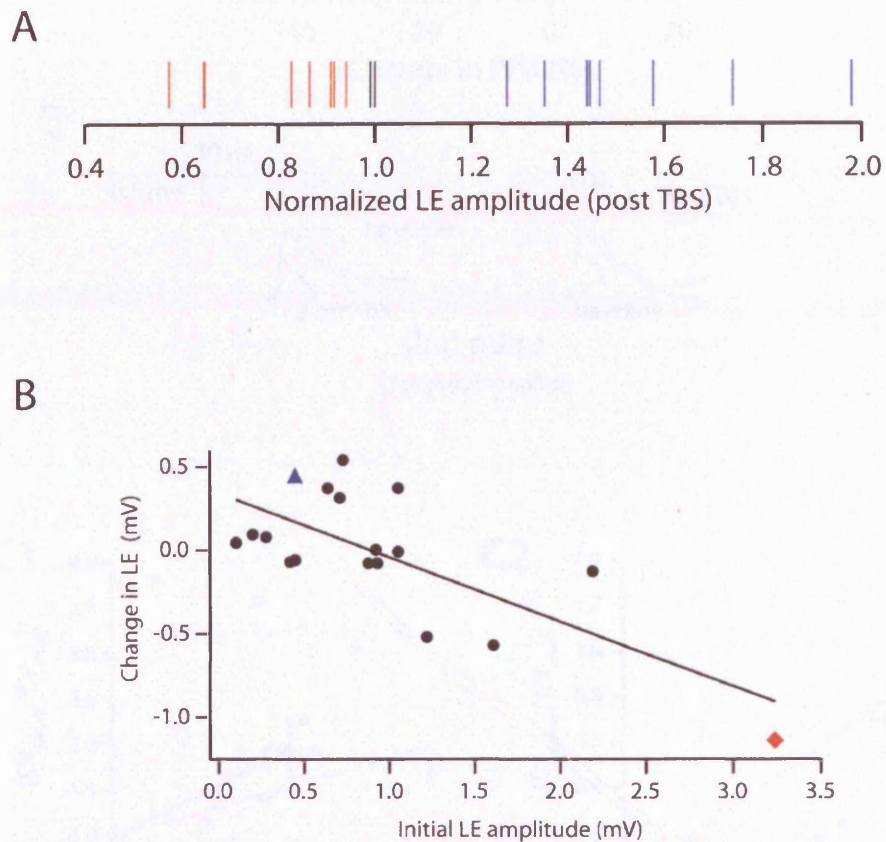 A
0.4 0.6 0.8 1.0 1.2 1.4 1.6 1.8 2.0
Normalized LE amplitude (post TBS)
B
0.5
0.0
-0.5
-1.0
Change in LE (mV)
0.0 0.5 1.0 1.5 2.0 2.5 3.0 3.5
Initial LE amplitude (mV)